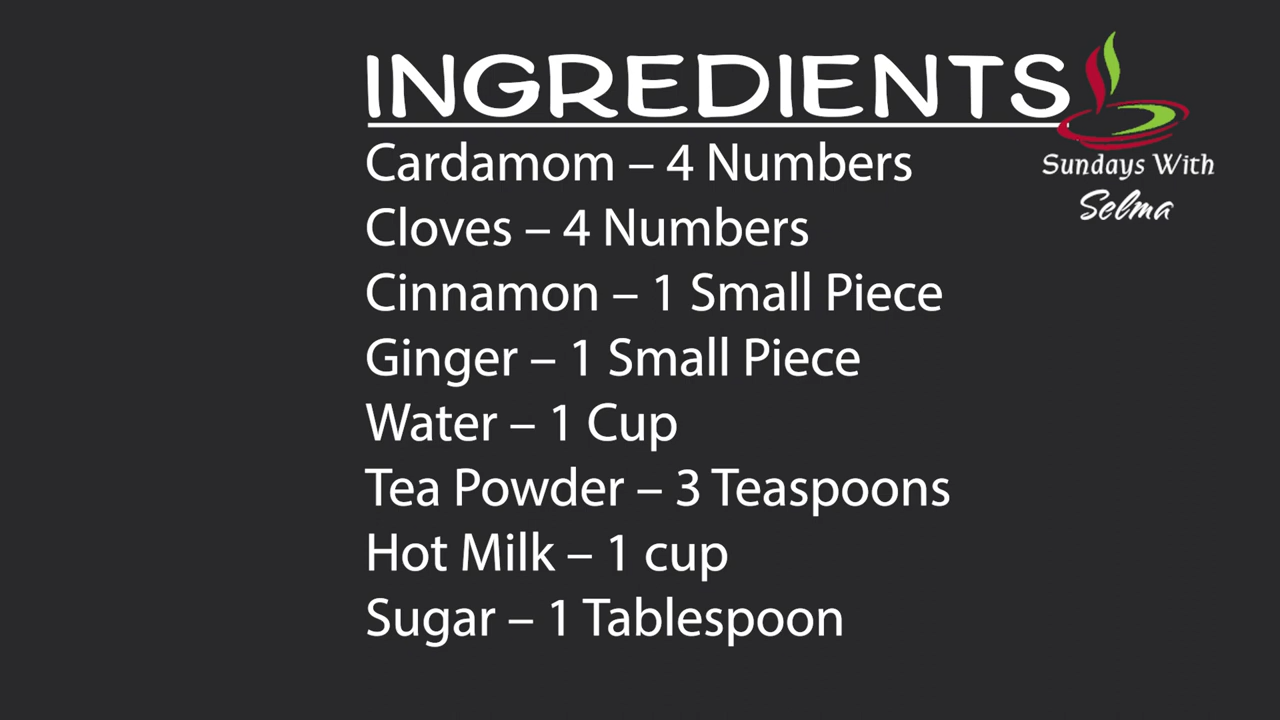 INGREDIENTS
Cardamom – 4 Numbers
Cloves – 4 Numbers
Cinnamon – 1 Small Piece
Ginger – 1 Small Piece
Water – 1 Cup
Tea Powder – 3 Teaspoons
Hot Milk – 1 cup
Sugar – 1 Tablespoon
Sundays With
Selma